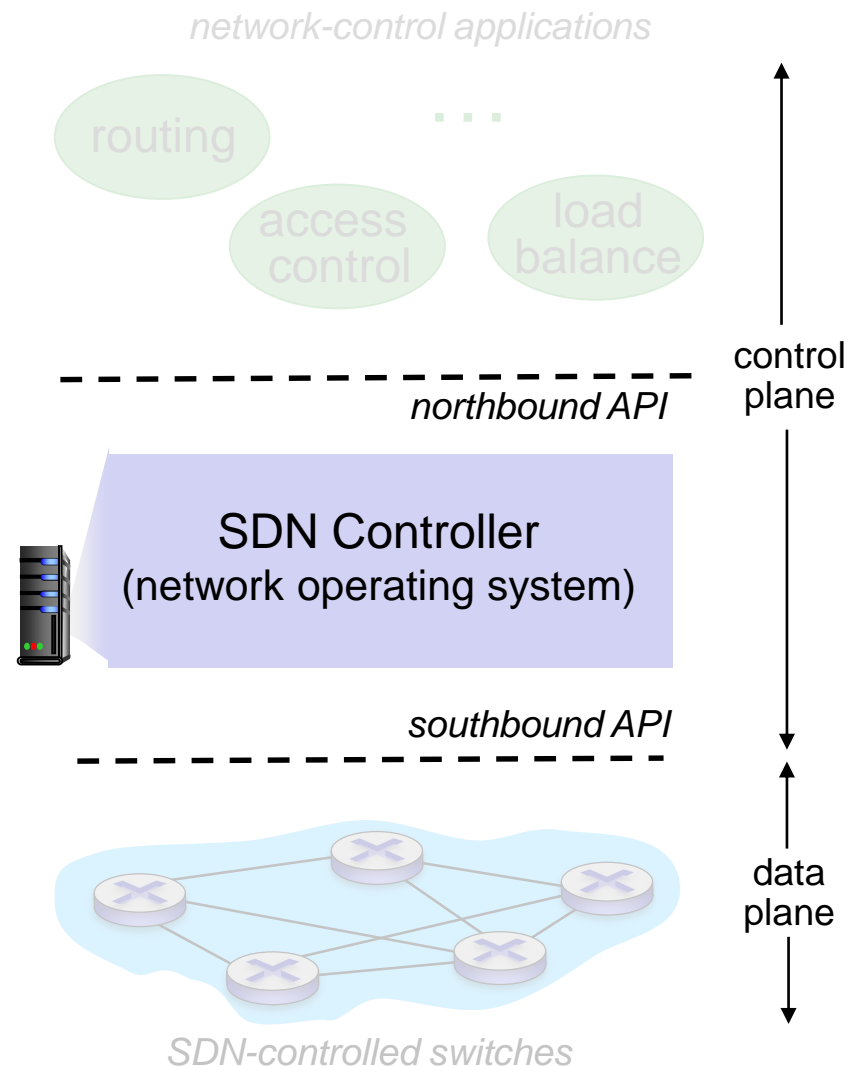 network-control applications
routing
...
access
control
load
balance
control
plane
northbound API
SDN Controller
(network operating system)
southbound API
data
plane
SDN-controlled switches